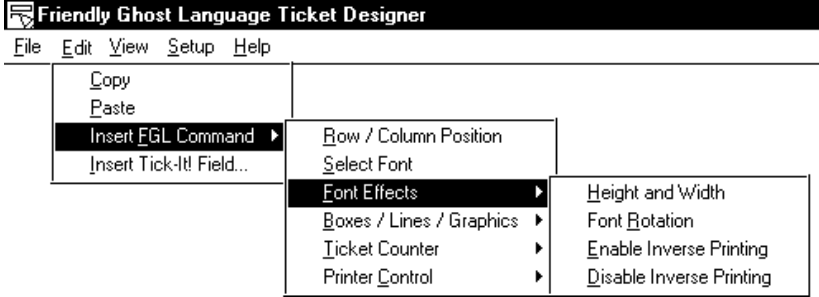 Friendly Ghost Language Ticket Designer
File Edit View Setup Help
Copy
Paste
Insert FGL Command
Insert Tick-It! Field...
Row / Column Position
Select Font
Font Effects
Boxes / Lines / Graphics
Ticket Counter
Printer Control
Height and Width
Font Rotation
Enable Inverse Printing
Disable Inverse Printing